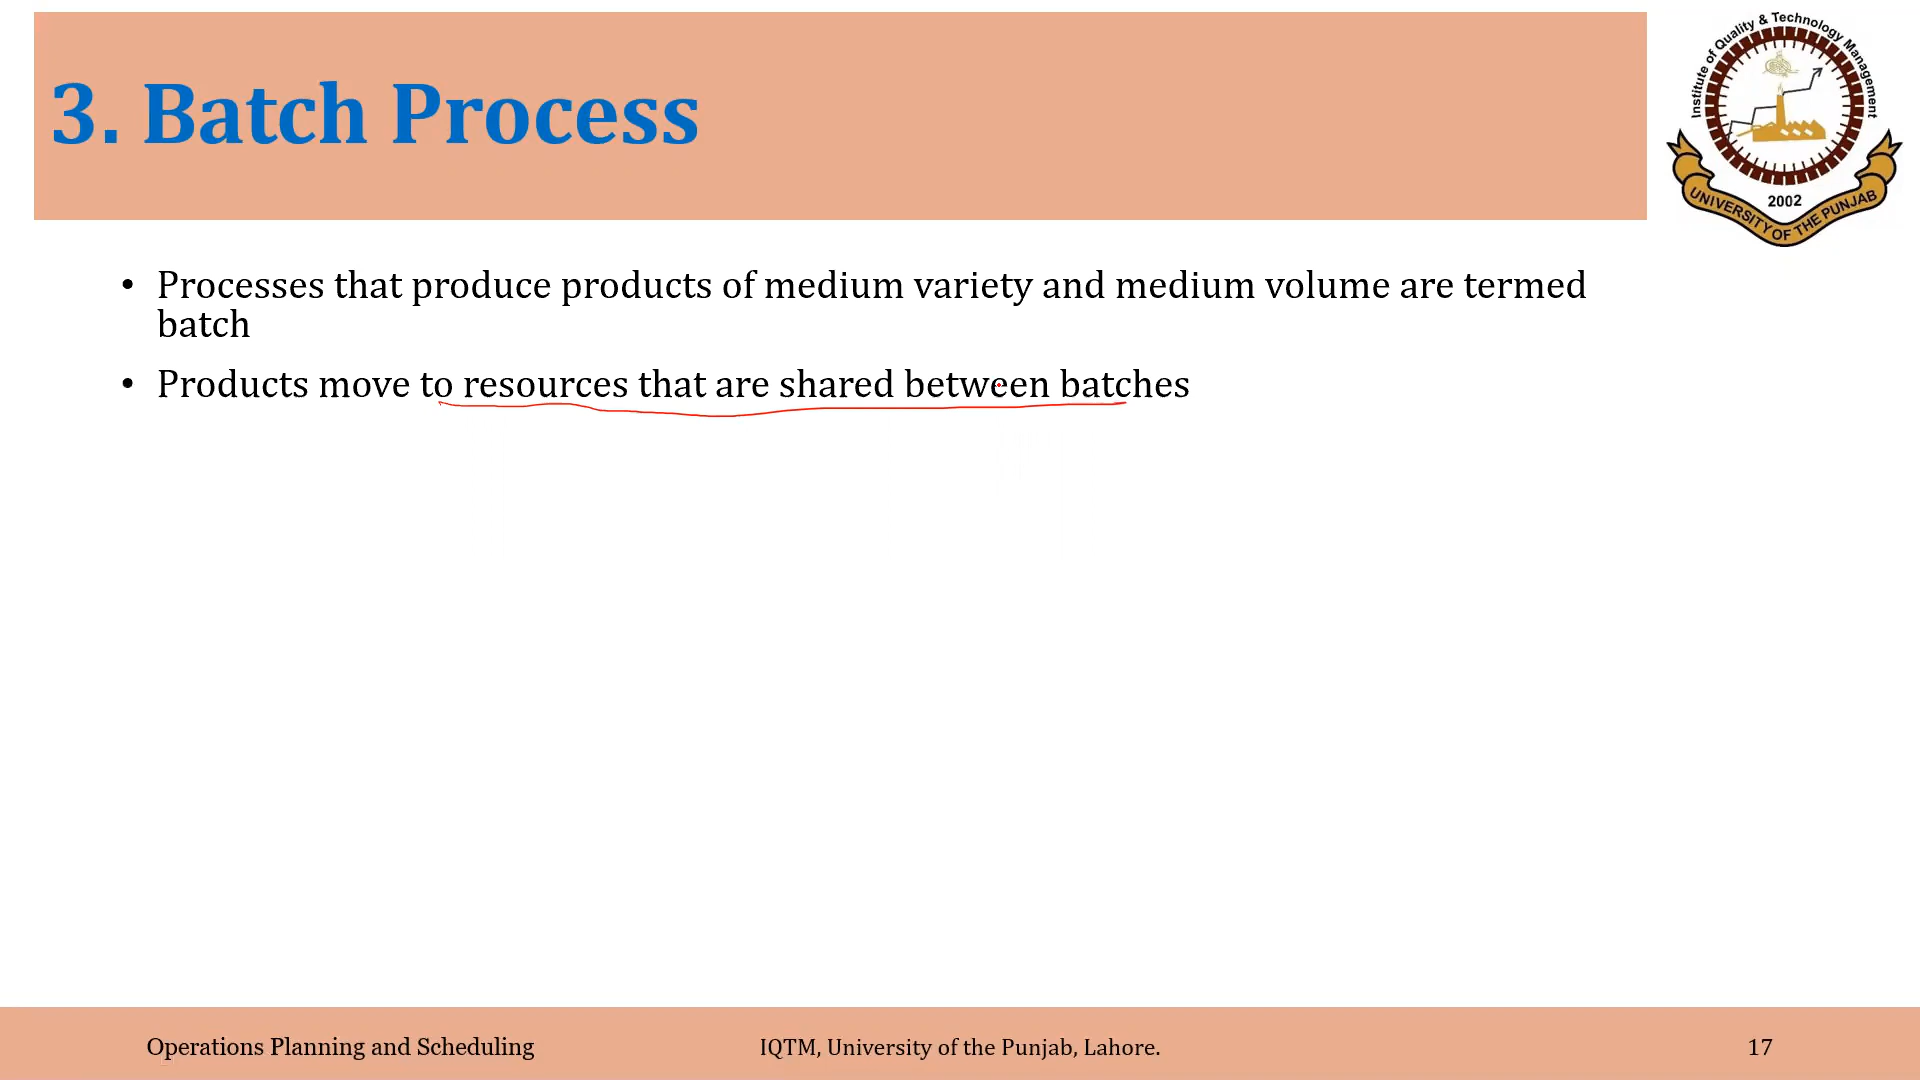 3. Batch Process
Institute of Quality & Technology Management
2002
UNIVERSITY OF THE PUNJAB
• Processes that produce products of medium variety and medium volume are termed
batch
• Products move to resources that are shared between batches
Operations Planning and Scheduling
IQTM, University of the Punjab, Lahore.
17